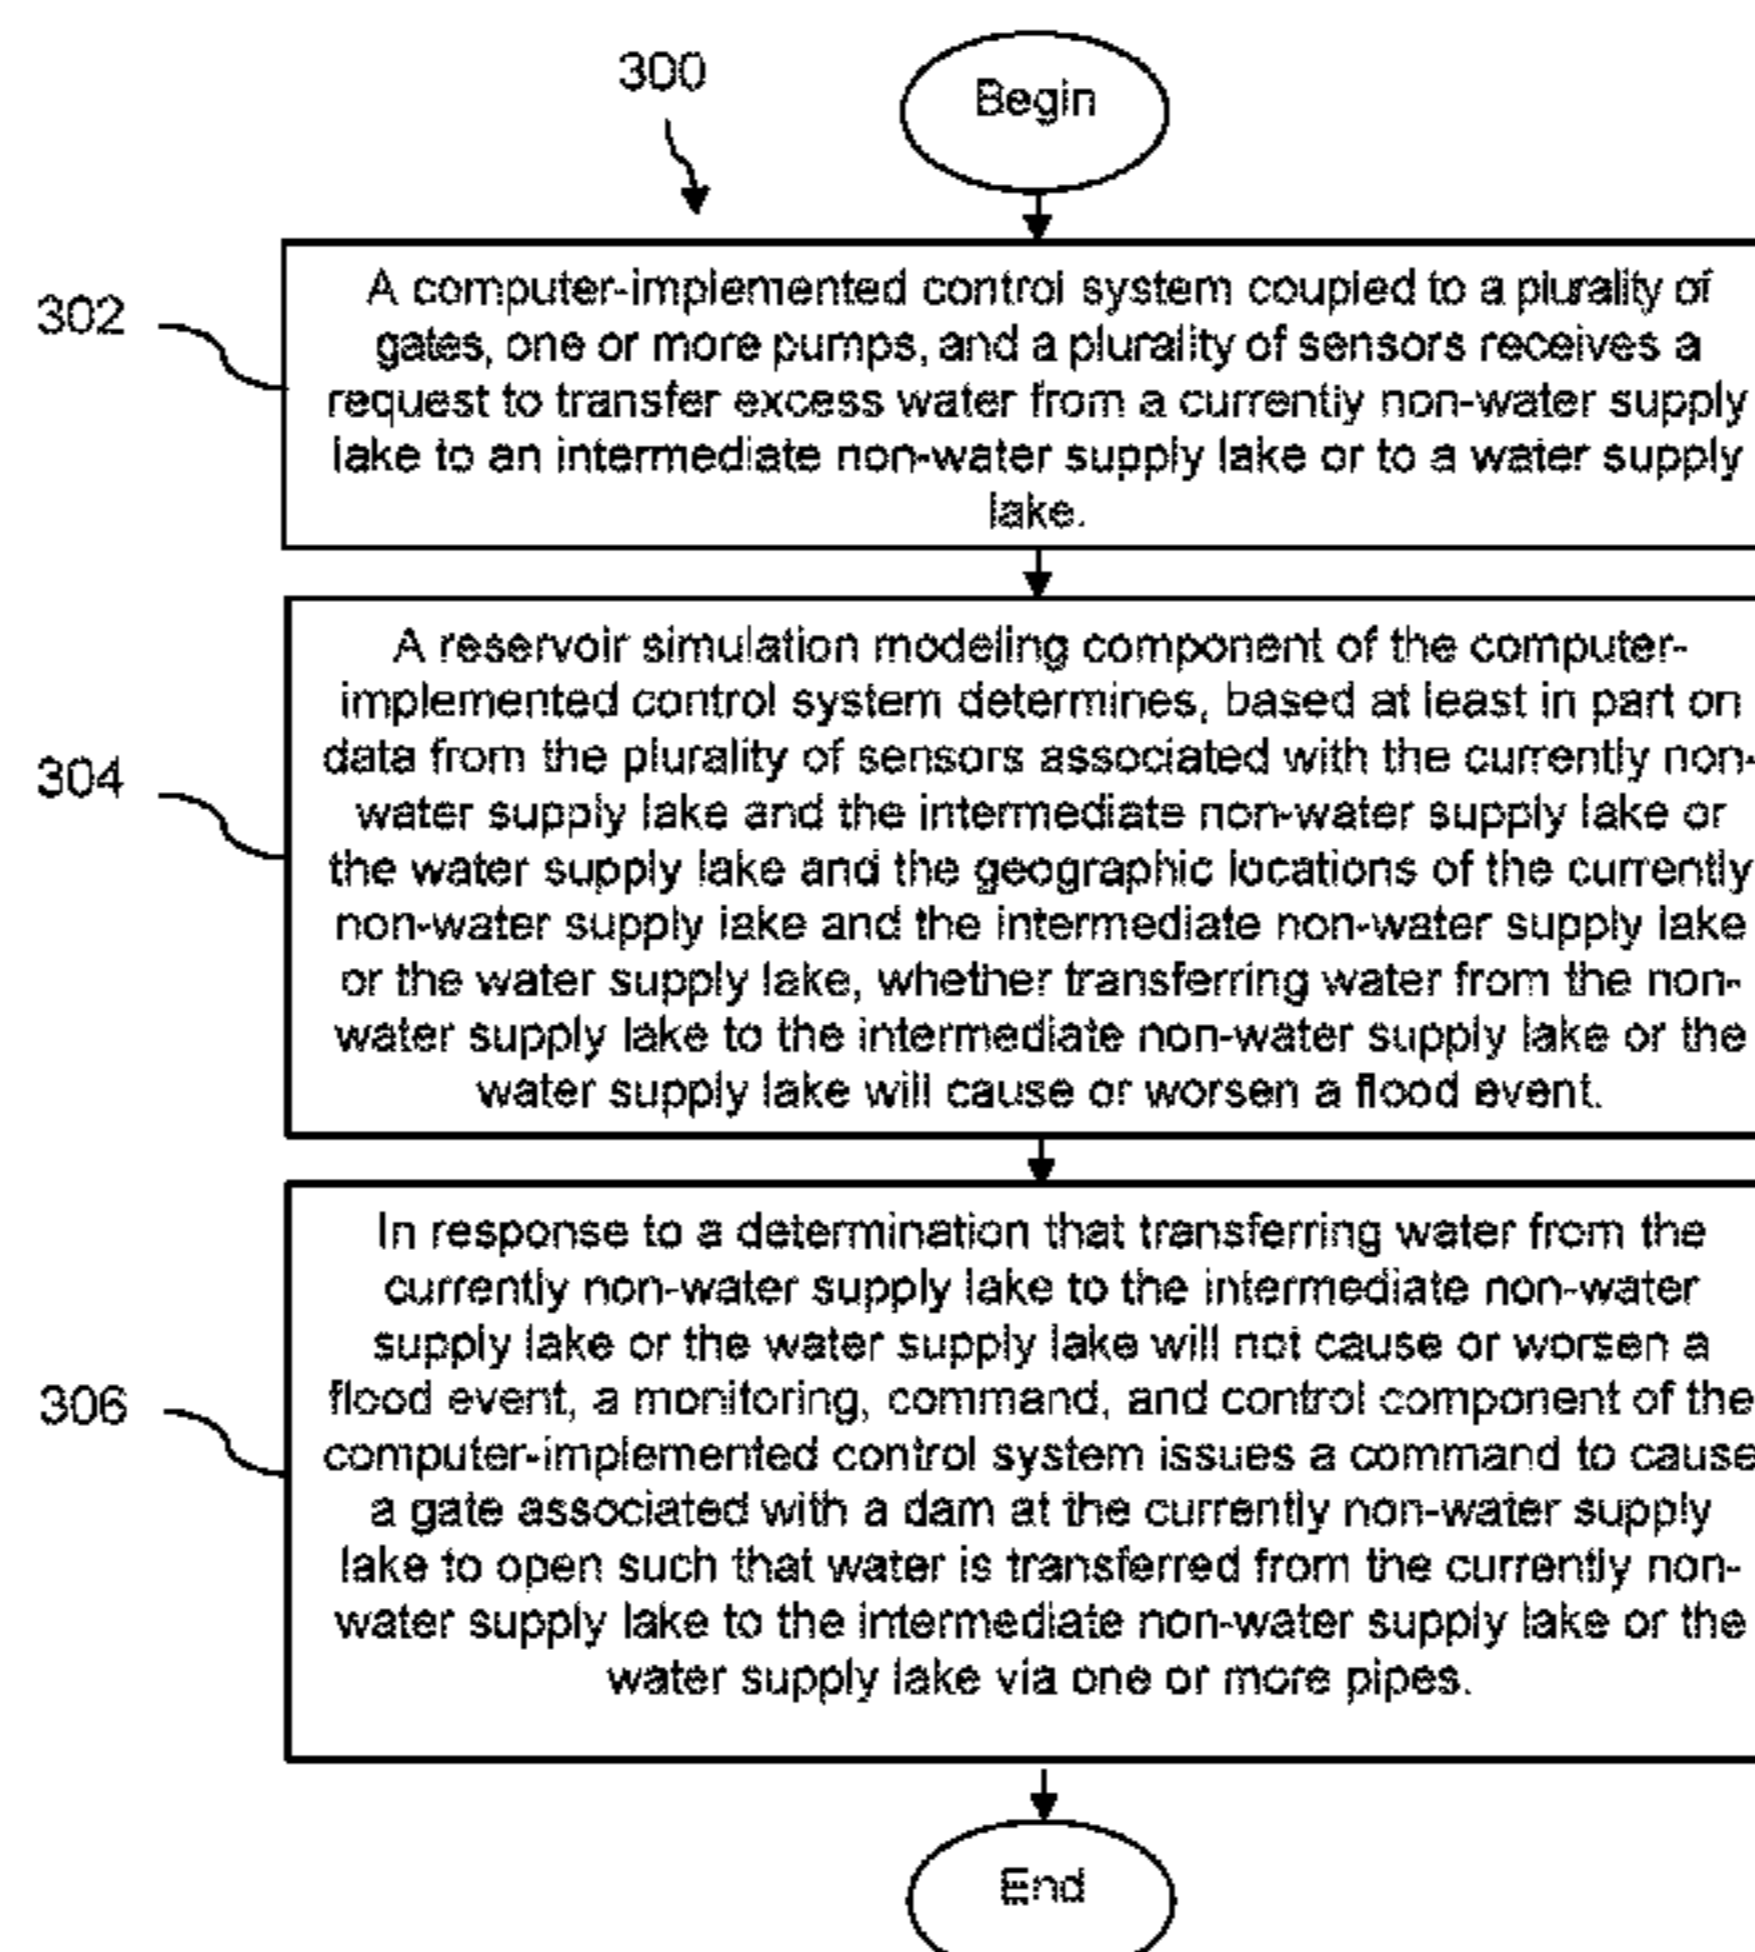 300
Begin
302
A computer-implemented control system coupled to a plurality of
gates, one or more pumps, and a plurality of sensors receives a
request to transfer excess water from a currently non-water supply
lake to an intermediate non-water supply lake or to a water supply
lake.
304
A reservoir simulation modeling component of the computer-
implemented control system determines, based at least in part on
data from the plurality of sensors associated with the currently non-
water supply lake and the intermediate non-water supply lake or
the water supply lake and the geographic locations of the currently
non-water supply lake and the intermediate non-water supply lake
or the water supply lake, whether transferring water from the non-
water supply lake to the intermediate non-water supply lake or the
water supply lake will cause or worsen a flood event.
306
In response to a determination that transferring water from the
currently non-water supply lake to the intermediate non-water
supply lake or the water supply lake will not cause or worsen a
flood event, a monitoring, command, and control component of the
computer-implemented control system issues a command to cause
a gate associated with a dam at the currently non-water supply
lake to open such that water is transferred from the currently non-
water supply lake to the intermediate non-water supply lake or the
water supply lake via one or more pipes.
End